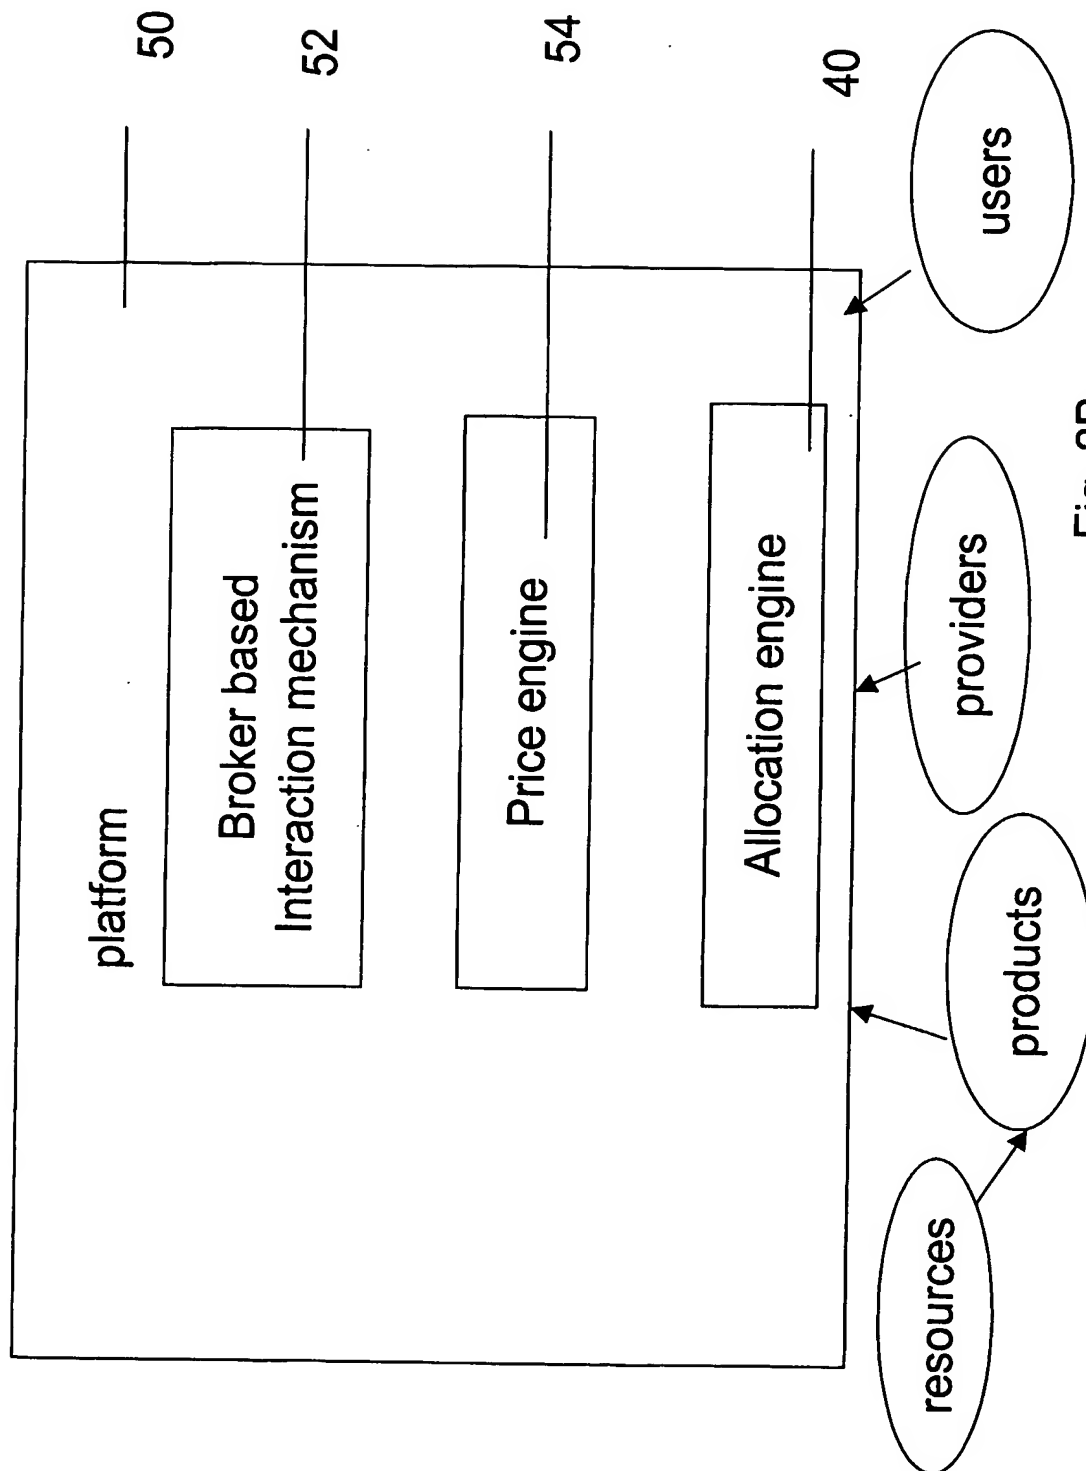 platform
50
Broker based
Interaction mechanism
52
Price engine
54
Allocation engine
40
resources
products
providers
users